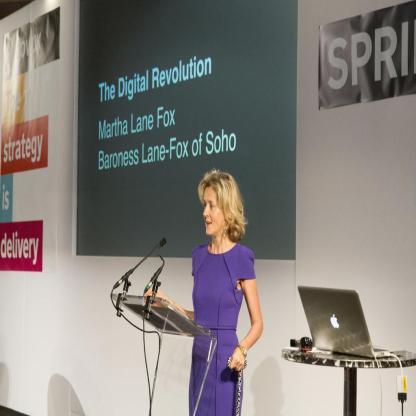 strategy
is
delivery
The Digital Revolution
Martha Lane Fox
Baroness Lane-Fox of Soho
SPRI